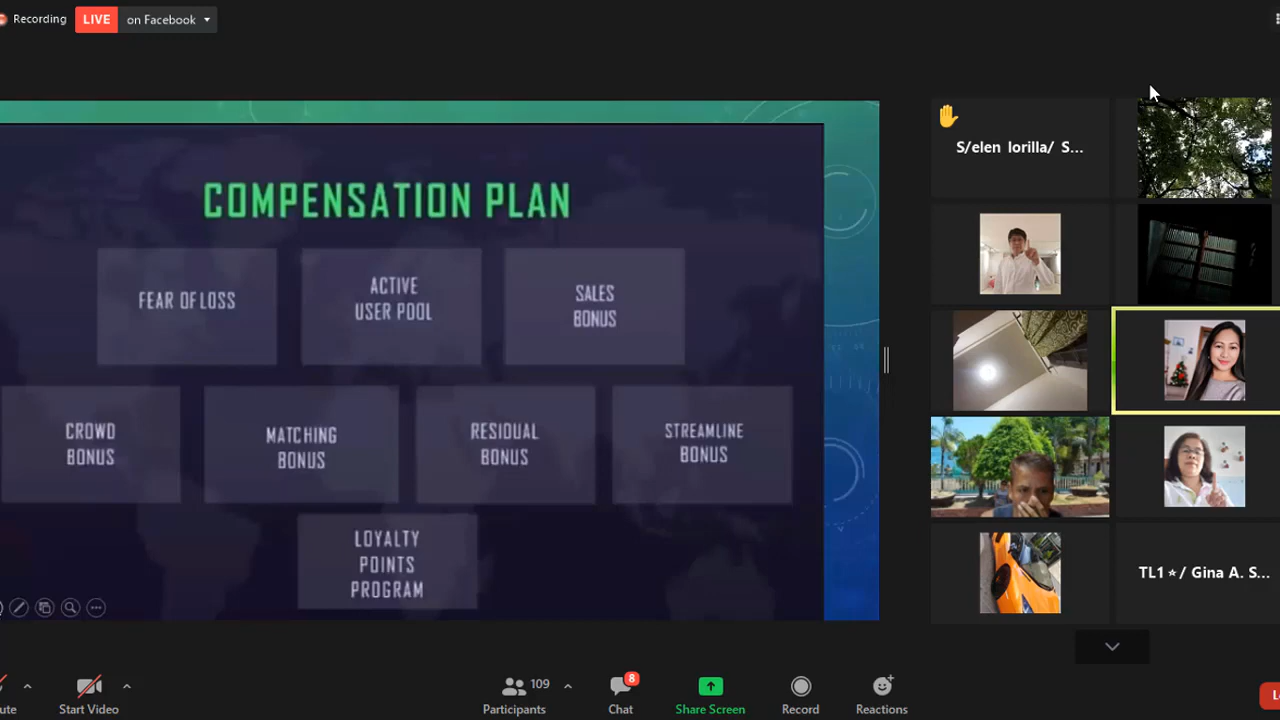 Recording
LIVE on Facebook
COMPENSATION PLAN
FEAR OF LOSS
ACTIVE
USER POOL
SALES
BONUS
CROWD
BONUS
MATCHING
BONUS
RESIDUAL
BONUS
STREAMLINE
BONUS
LOYALTY
POINTS
PROGRAM
S/elen lorilla/ S...
TL1⭐/ Gina A. S...
ute
Start Video
109
Participants
8
Chat
Share Screen
Record
Reactions